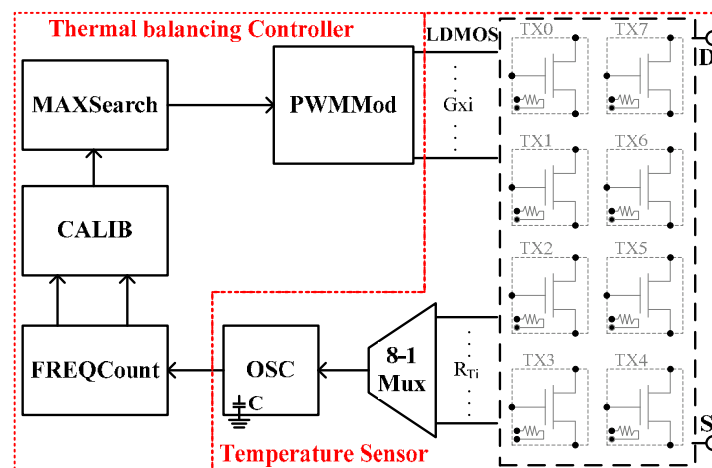 Thermal balancing Controller
LDMOS
TX0
TX7
D
MAXSearch
PWMMod
Gxi
TX1
TX6
CALIB
TX2
TX5
FREQCount
OSC
C
8-1
Mux
RTi
TX3
TX4
S
Temperature Sensor